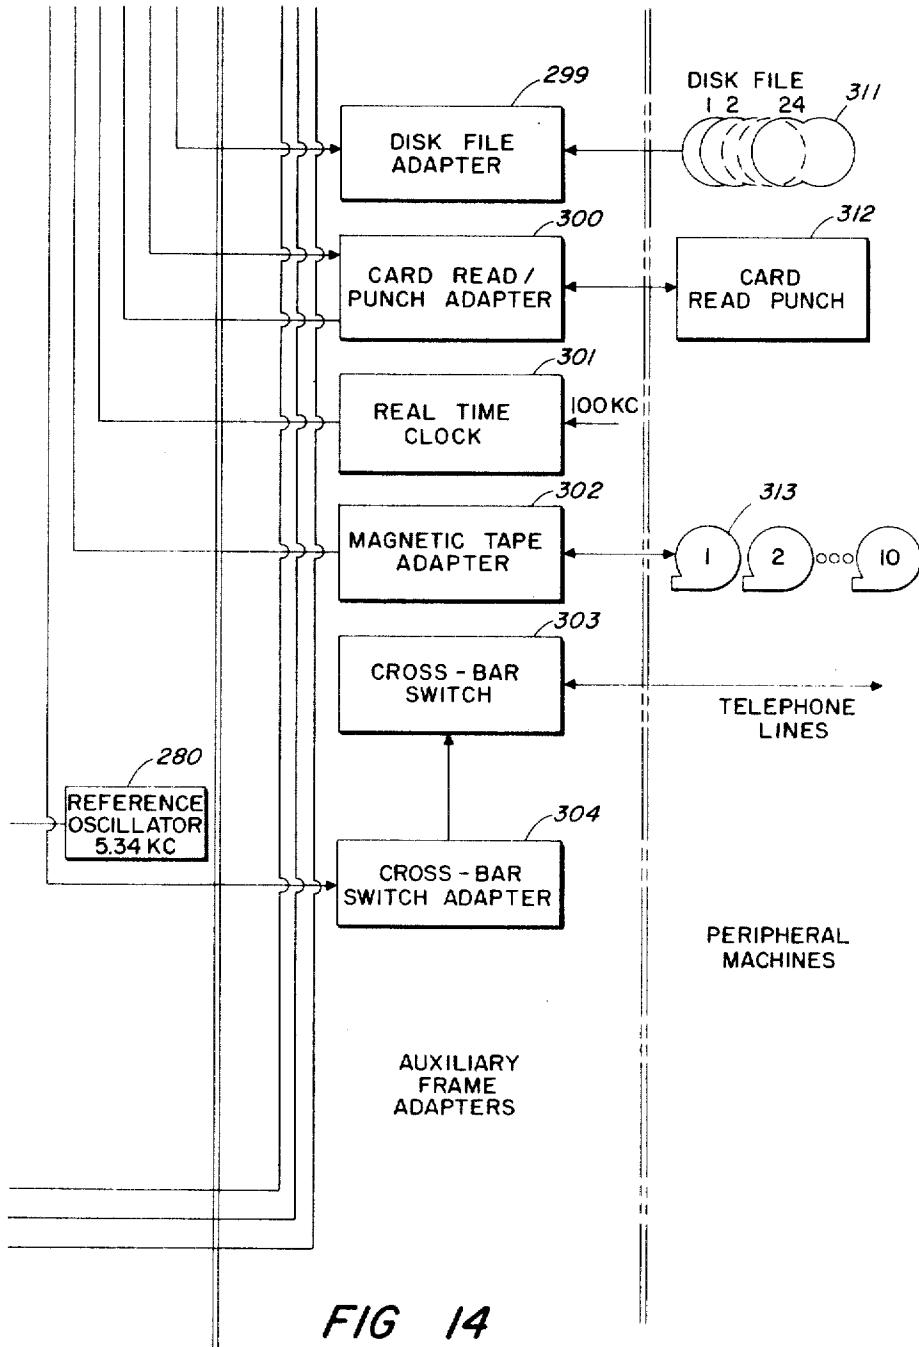 299
DISK FILE
ADAPTER
DISK FILE
1 2 24
311
300
CARD READ/
PUNCH ADAPTER
312
CARD
READ PUNCH
301
REAL TIME
CLOCK
100 KC
302
MAGNETIC TAPE
ADAPTER
313
1 2 10
303
CROSS-BAR
SWITCH
TELEPHONE
LINES
280
REFERENCE
OSCILLATOR
5.34 KC
304
CROSS-BAR
SWITCH ADAPTER
PERIPHERAL
MACHINES
AUXILIARY
FRAME
ADAPTERS
FIG 14